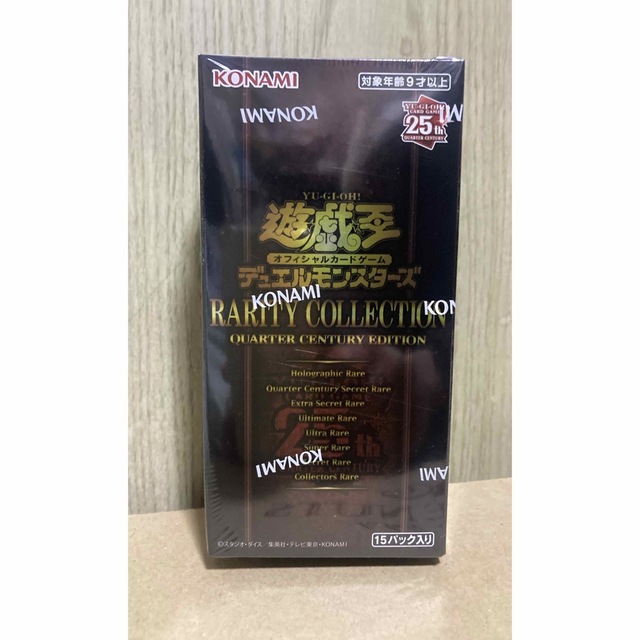 KONAMI
対象年齢9才以上
KONAMI
YU-GI-OH!
CARD GAME
25th
QUARTER CENTURY
YU-GI-OH!
遊戯王
オフィシャルカードゲーム
デュエルモンスターズ
KONAMI
KON
RARITY COLLECTION
QUARTER CENTURY EDITION
Holographic Rare
Quarter Century Secret Rare
Extra Secret Rare
Ultimate Rare
Ultra Rare
Super Rare
Secret Rare
Collectors Rare
25th
KONAMI
©スタジオ・ダイス/集英社・テレビ東京・KONAMI
15パック入り